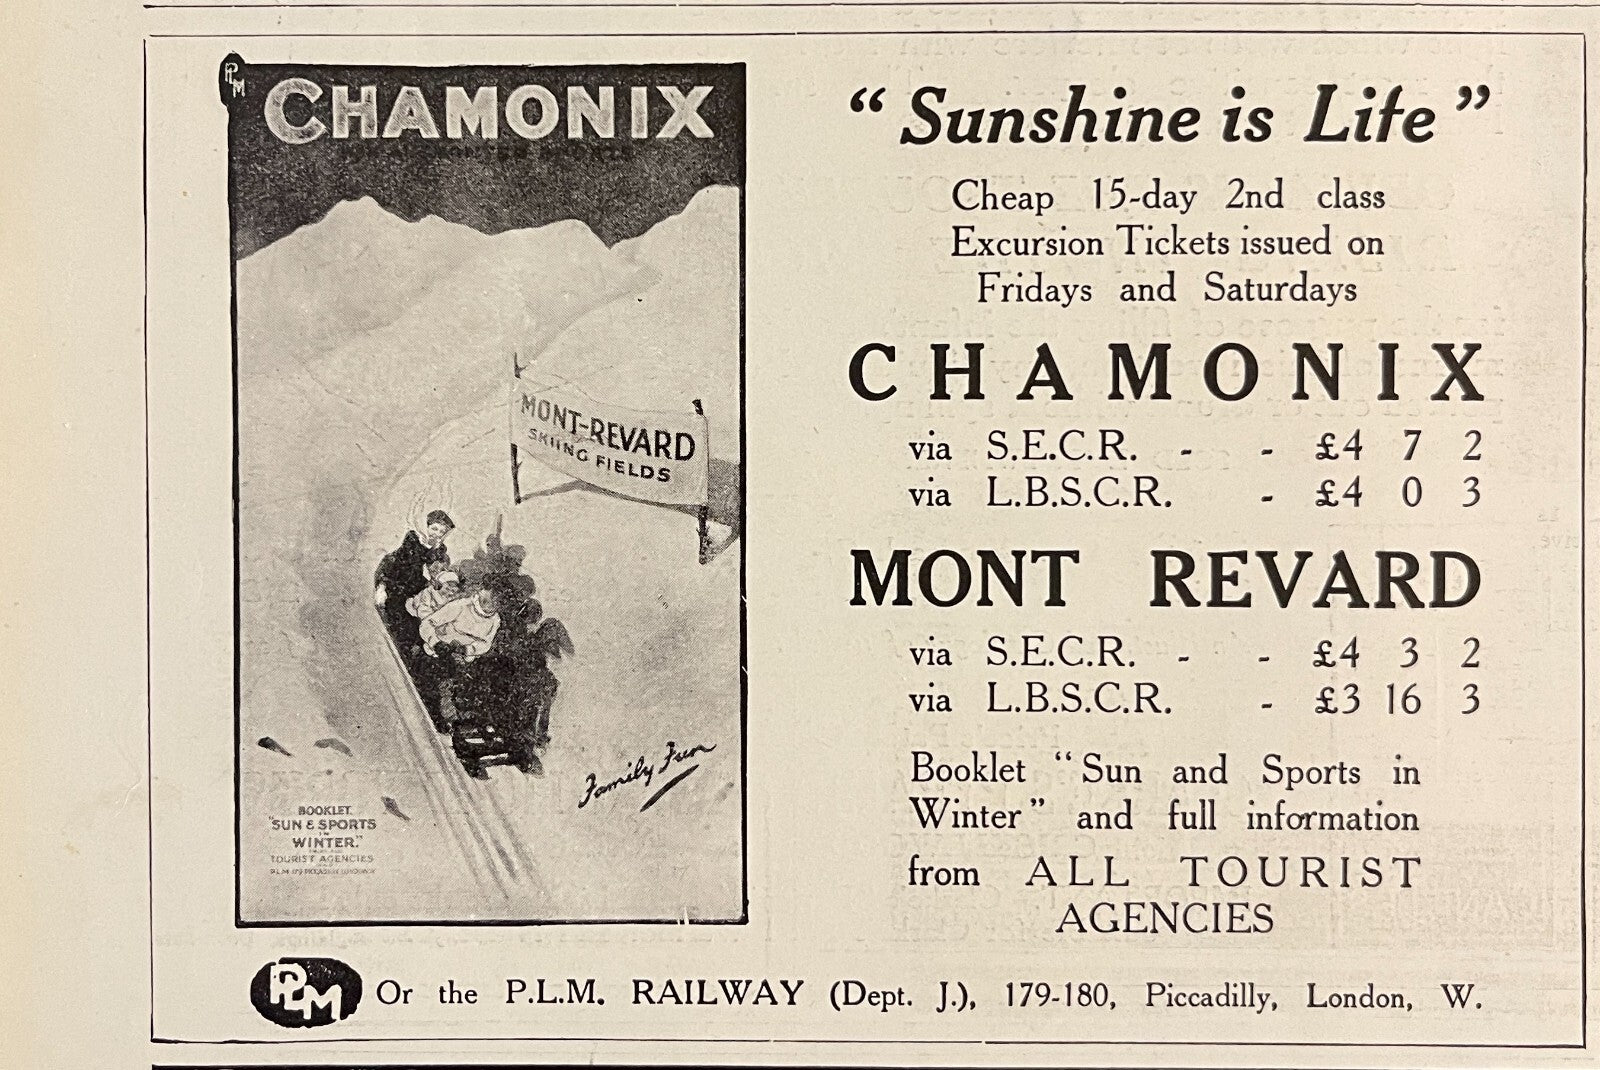 PLM
CHAMONIX
MONT-REVARD
SKIING FIELDS
Family Fun
BOOKLET.
"SUN & SPORTS
IN
WINTER."
TOURIST AGENCIES
"Sunshine is Life"
Cheap 15-day 2nd class
Excursion Tickets issued on
Fridays and Saturdays
CHAMONIX
via S.E.C.R. - - £4 7 2
via L.B.S.C.R. - £4 0 3
MONT REVARD
via S.E.C.R. - - £4 3 2
via L.B.S.C.R. - £3 16 3
Booklet "Sun and Sports in
Winter" and full information
from ALL TOURIST
AGENCIES
PLM Or the P.L.M. RAILWAY (Dept. J.), 179-180, Piccadilly, London, W.